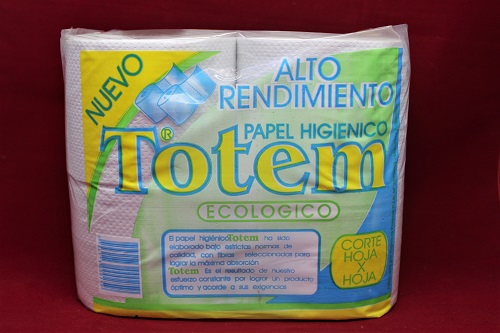 NUEVO
ALTO
RENDIMIENTO
PAPEL HIGIENICO
Totem®
ECOLOGICO
El papel higiénico Totem ha sido
elaborado bajo estrictas normas de
calidad, con fibras seleccionadas para
lograr la máxima absorción
Totem Es el resultado de nuestro
esfuerzo constante por lograr un producto
óptimo y acorde a sus exigencias
CORTE
HOJA
X
HOJA